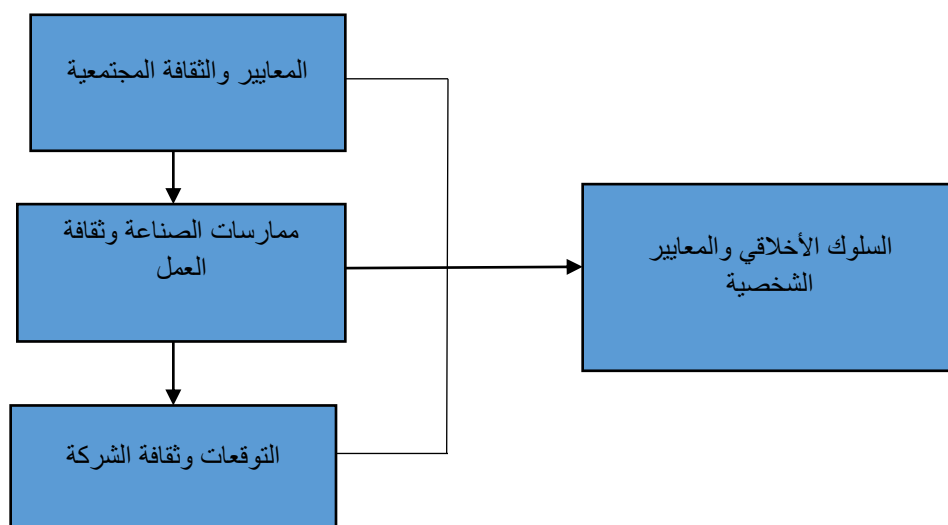 المعايير والثقافة المجتمعية
ممارسات الصناعة وثقافة
العمل
التوقعات وثقافة الشركة
السلوك الأخلاقي والمعايير
الشخصية